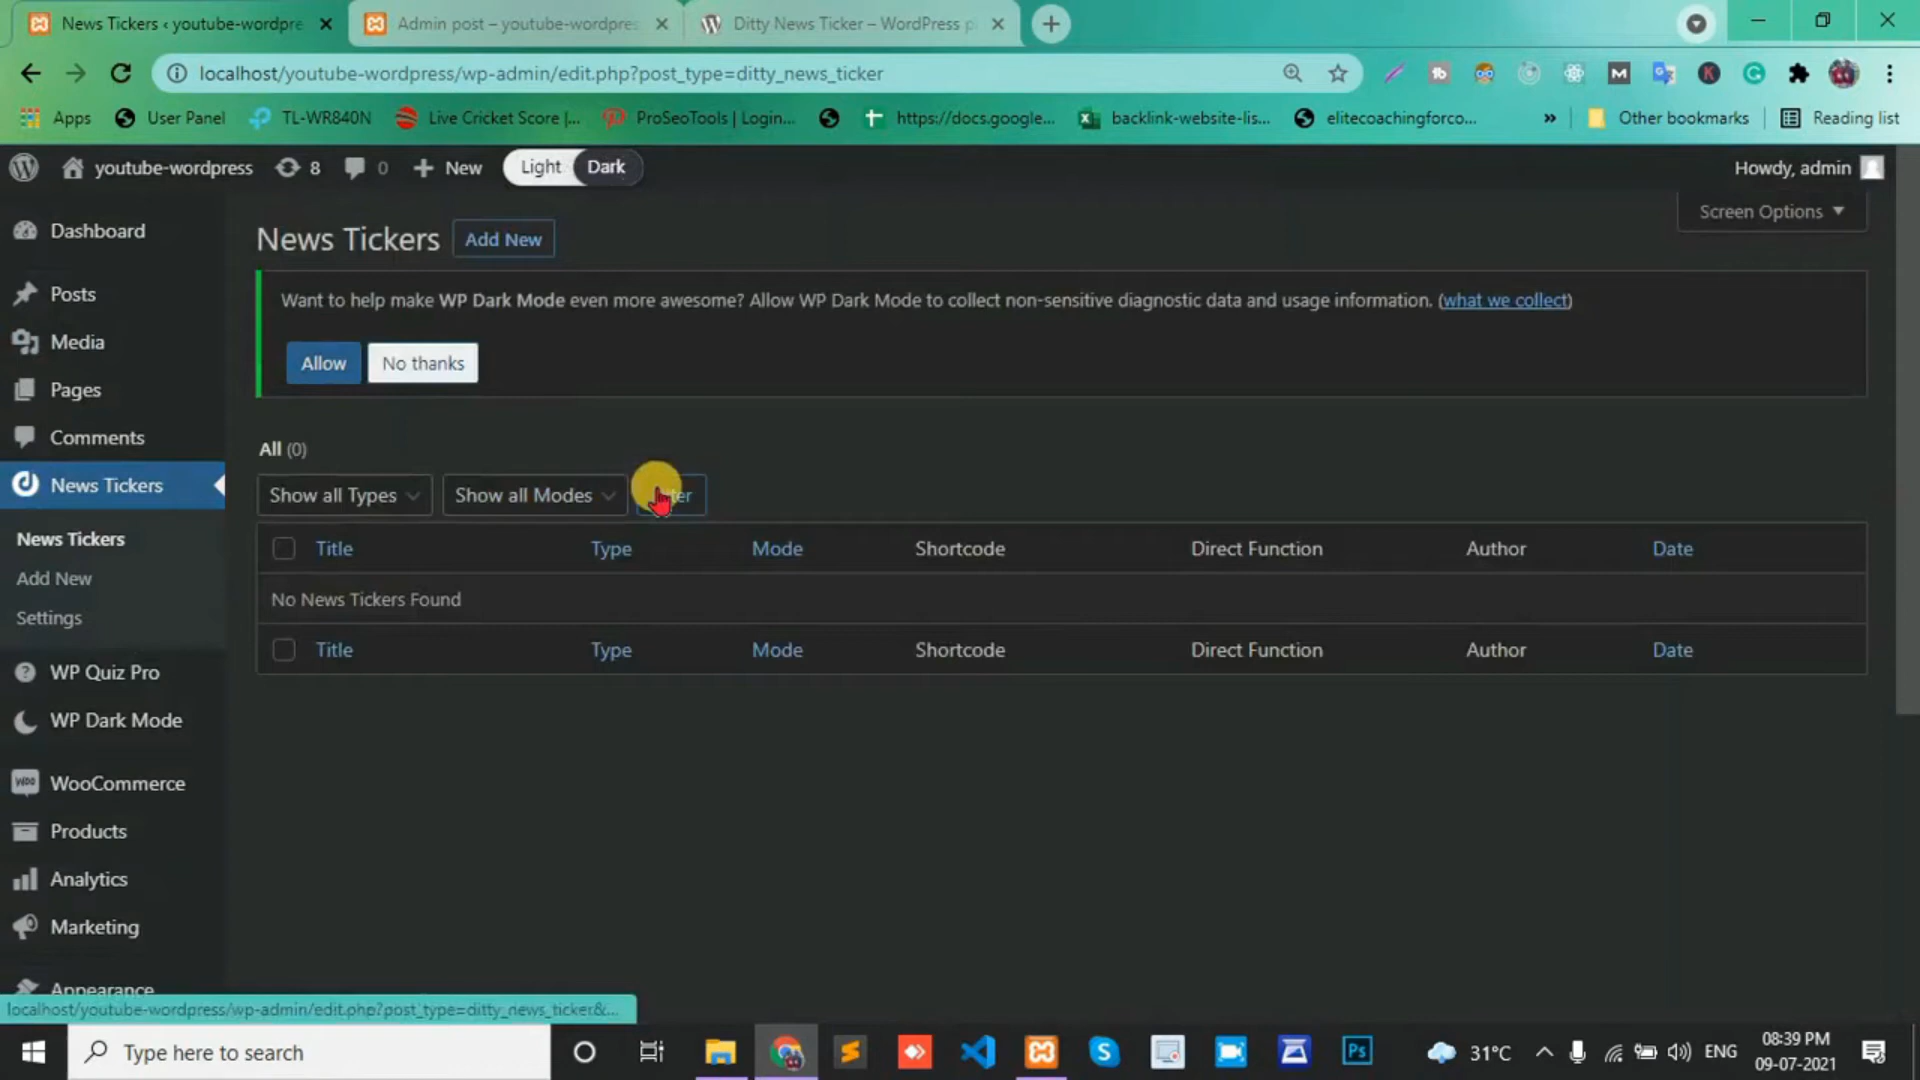 News Tickers ‹ youtube-wordpre
Admin post – youtube-wordpres
Ditty News Ticker – WordPress p
localhost/youtube-wordpress/wp-admin/edit.php?post_type=ditty_news_ticker
Apps
User Panel
TL-WR840N
Live Cricket Score |...
ProSeoTools | Login...
https://docs.google...
backlink-website-lis...
elitecoachingforco...
»
Other bookmarks
Reading list
youtube-wordpress
8
0
New
Light
Dark
Howdy, admin
Screen Options
Dashboard
Posts
Media
Pages
Comments
News Tickers
News Tickers
Add New
Settings
WP Quiz Pro
WP Dark Mode
WooCommerce
Products
Analytics
Marketing
Appearance
News Tickers
Add New
Want to help make WP Dark Mode even more awesome? Allow WP Dark Mode to collect non-sensitive diagnostic data and usage information. (what we collect)
Allow
No thanks
All (0)
Show all Types
Show all Modes
Title Type Mode Shortcode Direct Function Author Date
No News Tickers Found
Title Type Mode Shortcode Direct Function Author Date
localhost/youtube-wordpress/wp-admin/edit.php?post_type=ditty_news_ticker&...
Type here to search
Ps
31°C
ENG
08:39 PM
09-07-2021